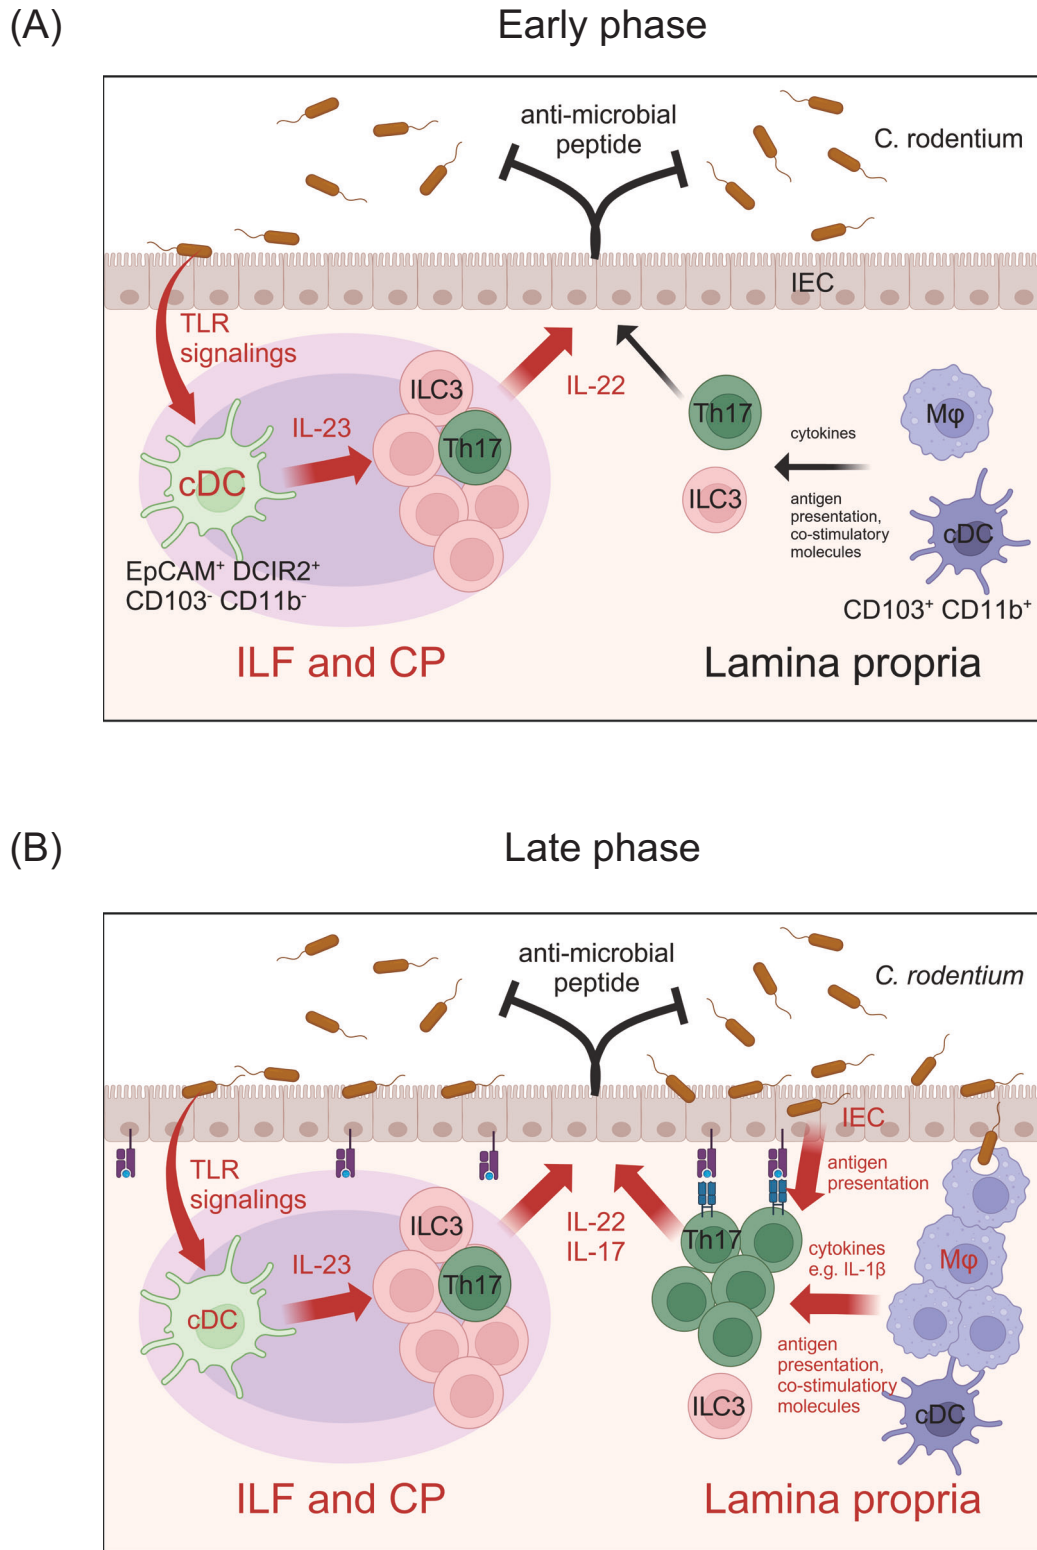 (A)
Early phase
anti-microbial
peptide
C. rodentium
IEC
TLR
signalings
ILC3
IL-23
Th17
cDC
IL-22
Th17
cytokines
Mφ
ILC3
antigen
presentation,
co-stimulatory
molecules
cDC
EpCAM⁺ DCIR2⁺
CD103⁻ CD11b⁻
CD103⁺ CD11b⁺
ILF and CP
Lamina propria
(B)
Late phase
anti-microbial
peptide
C. rodentium
IEC
TLR
signalings
antigen
presentation
ILC3
IL-22
IL-17
Th17
IL-23
Th17
cytokines
e.g. IL-1β
Mφ
cDC
antigen
presentation,
co-stimulatiory
molecules
ILC3
cDC
ILF and CP
Lamina propria